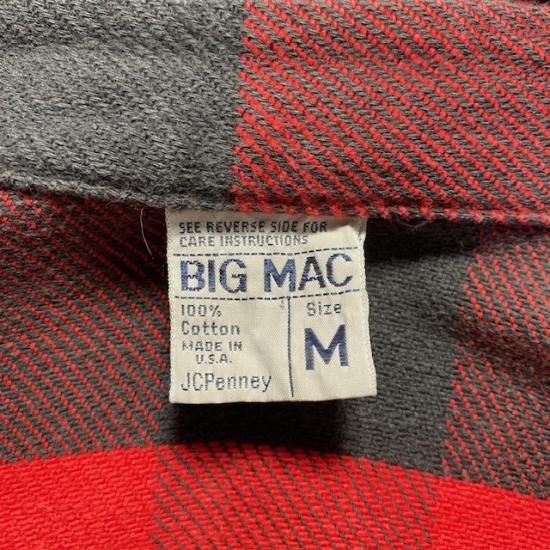 SEE REVERSE SIDE FOR
CARE INSTRUCTIONS
BIG MAC
100%
Cotton
MADE IN
U.S.A.
JCPenney
Size
M